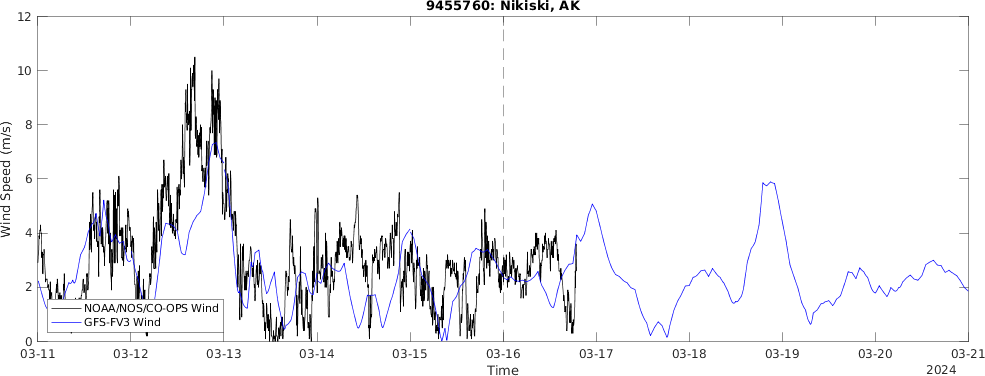 9455760: Nikiski, AK
Wind Speed (m/s)
12
10
8
6
4
2
0
NOAA/NOS/CO-OPS Wind
GFS-FV3 Wind
03-11 03-12 03-13 03-14 03-15 03-16 03-17 03-18 03-19 03-20 03-21
Time
2024